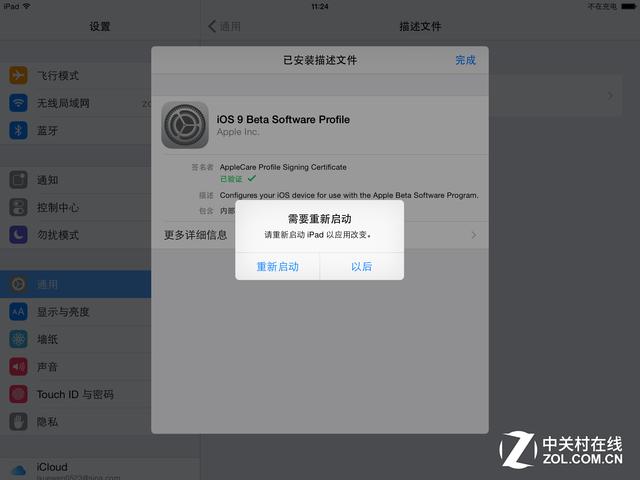 iPad
11:24
不在充电
设置
通用
描述文件
飞行模式
无线局域网
蓝牙
通知
控制中心
勿扰模式
通用
显示与亮度
墙纸
声音
Touch ID 与密码
隐私
iCloud
已安装描述文件
完成
iOS 9 Beta Software Profile
Apple Inc.
签名者 AppleCare Profile Signing Certificate
已验证
描述 Configures your iOS device for use with the Apple Beta Software Program.
包含 内部
更多详细信息
需要重新启动
请重新启动 iPad 以应用改变。
重新启动
以后
中关村在线
ZOL.COM.CN